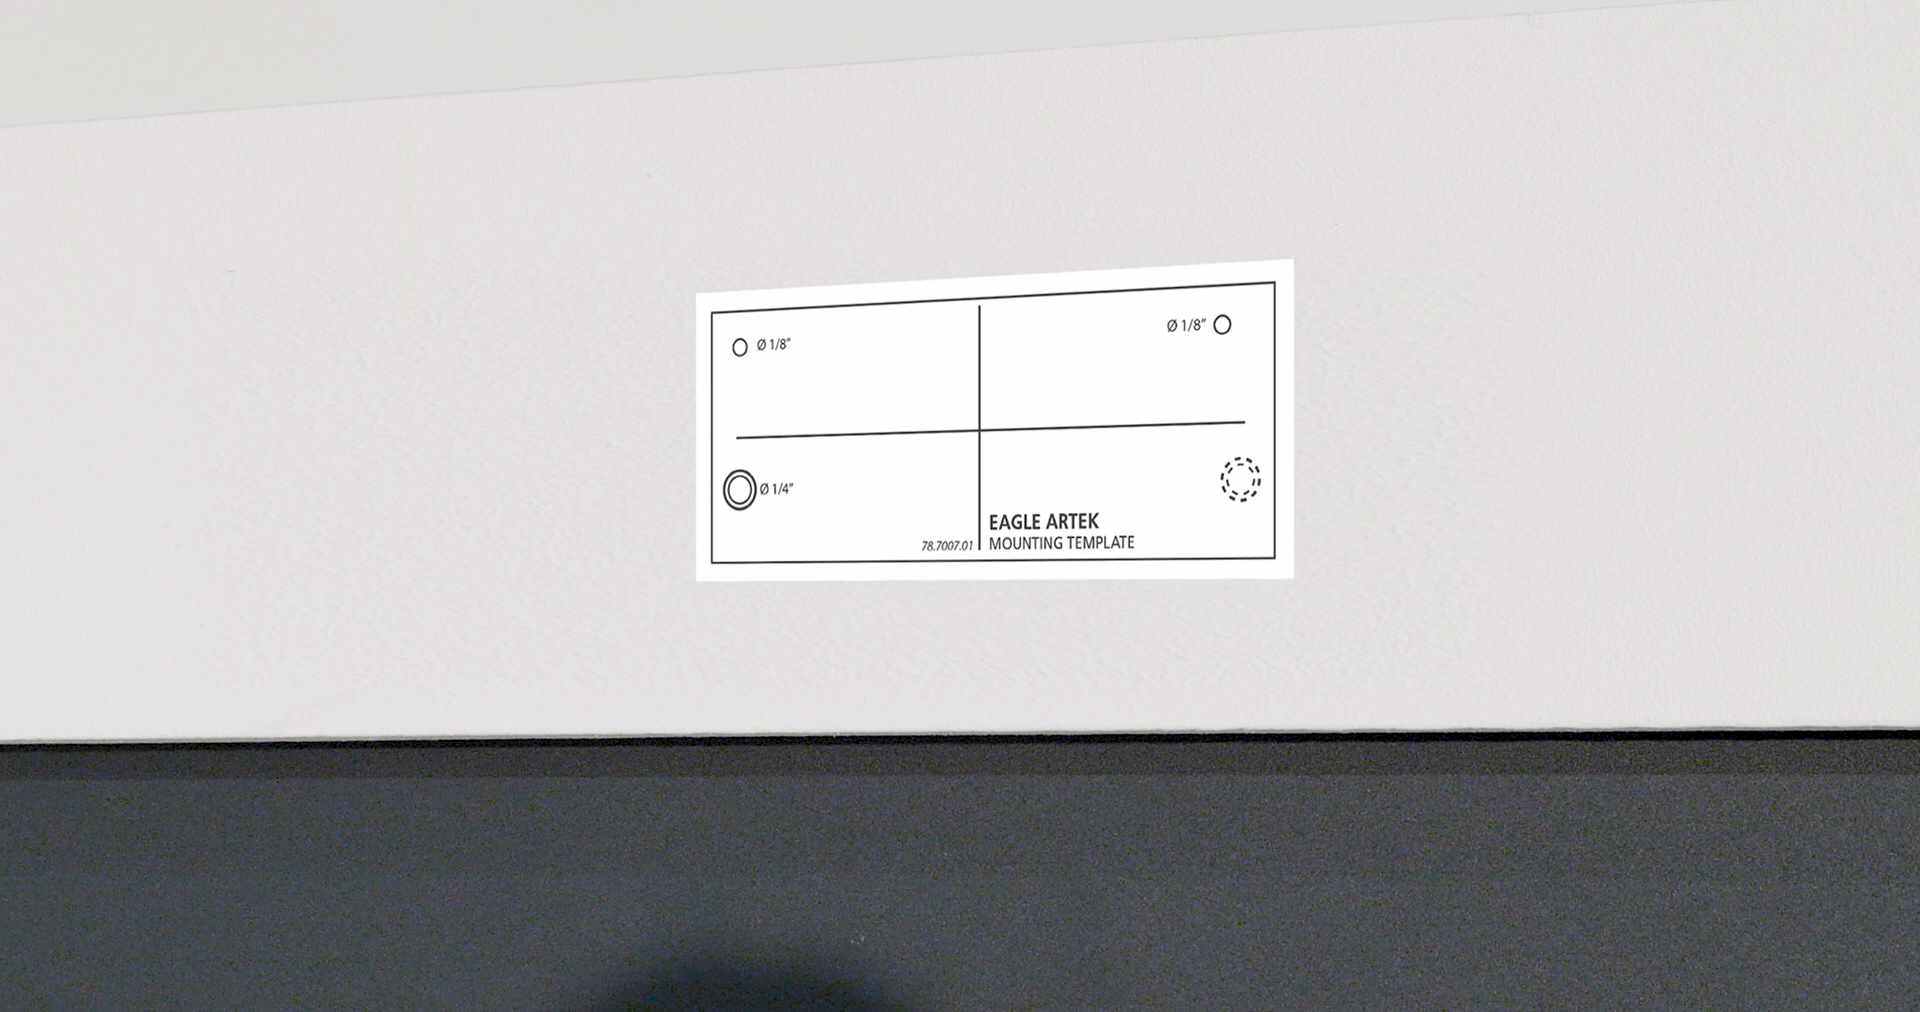 Ø 1/8”
Ø 1/8”
Ø 1/4”
EAGLE ARTEK
78.7007.01
MOUNTING TEMPLATE